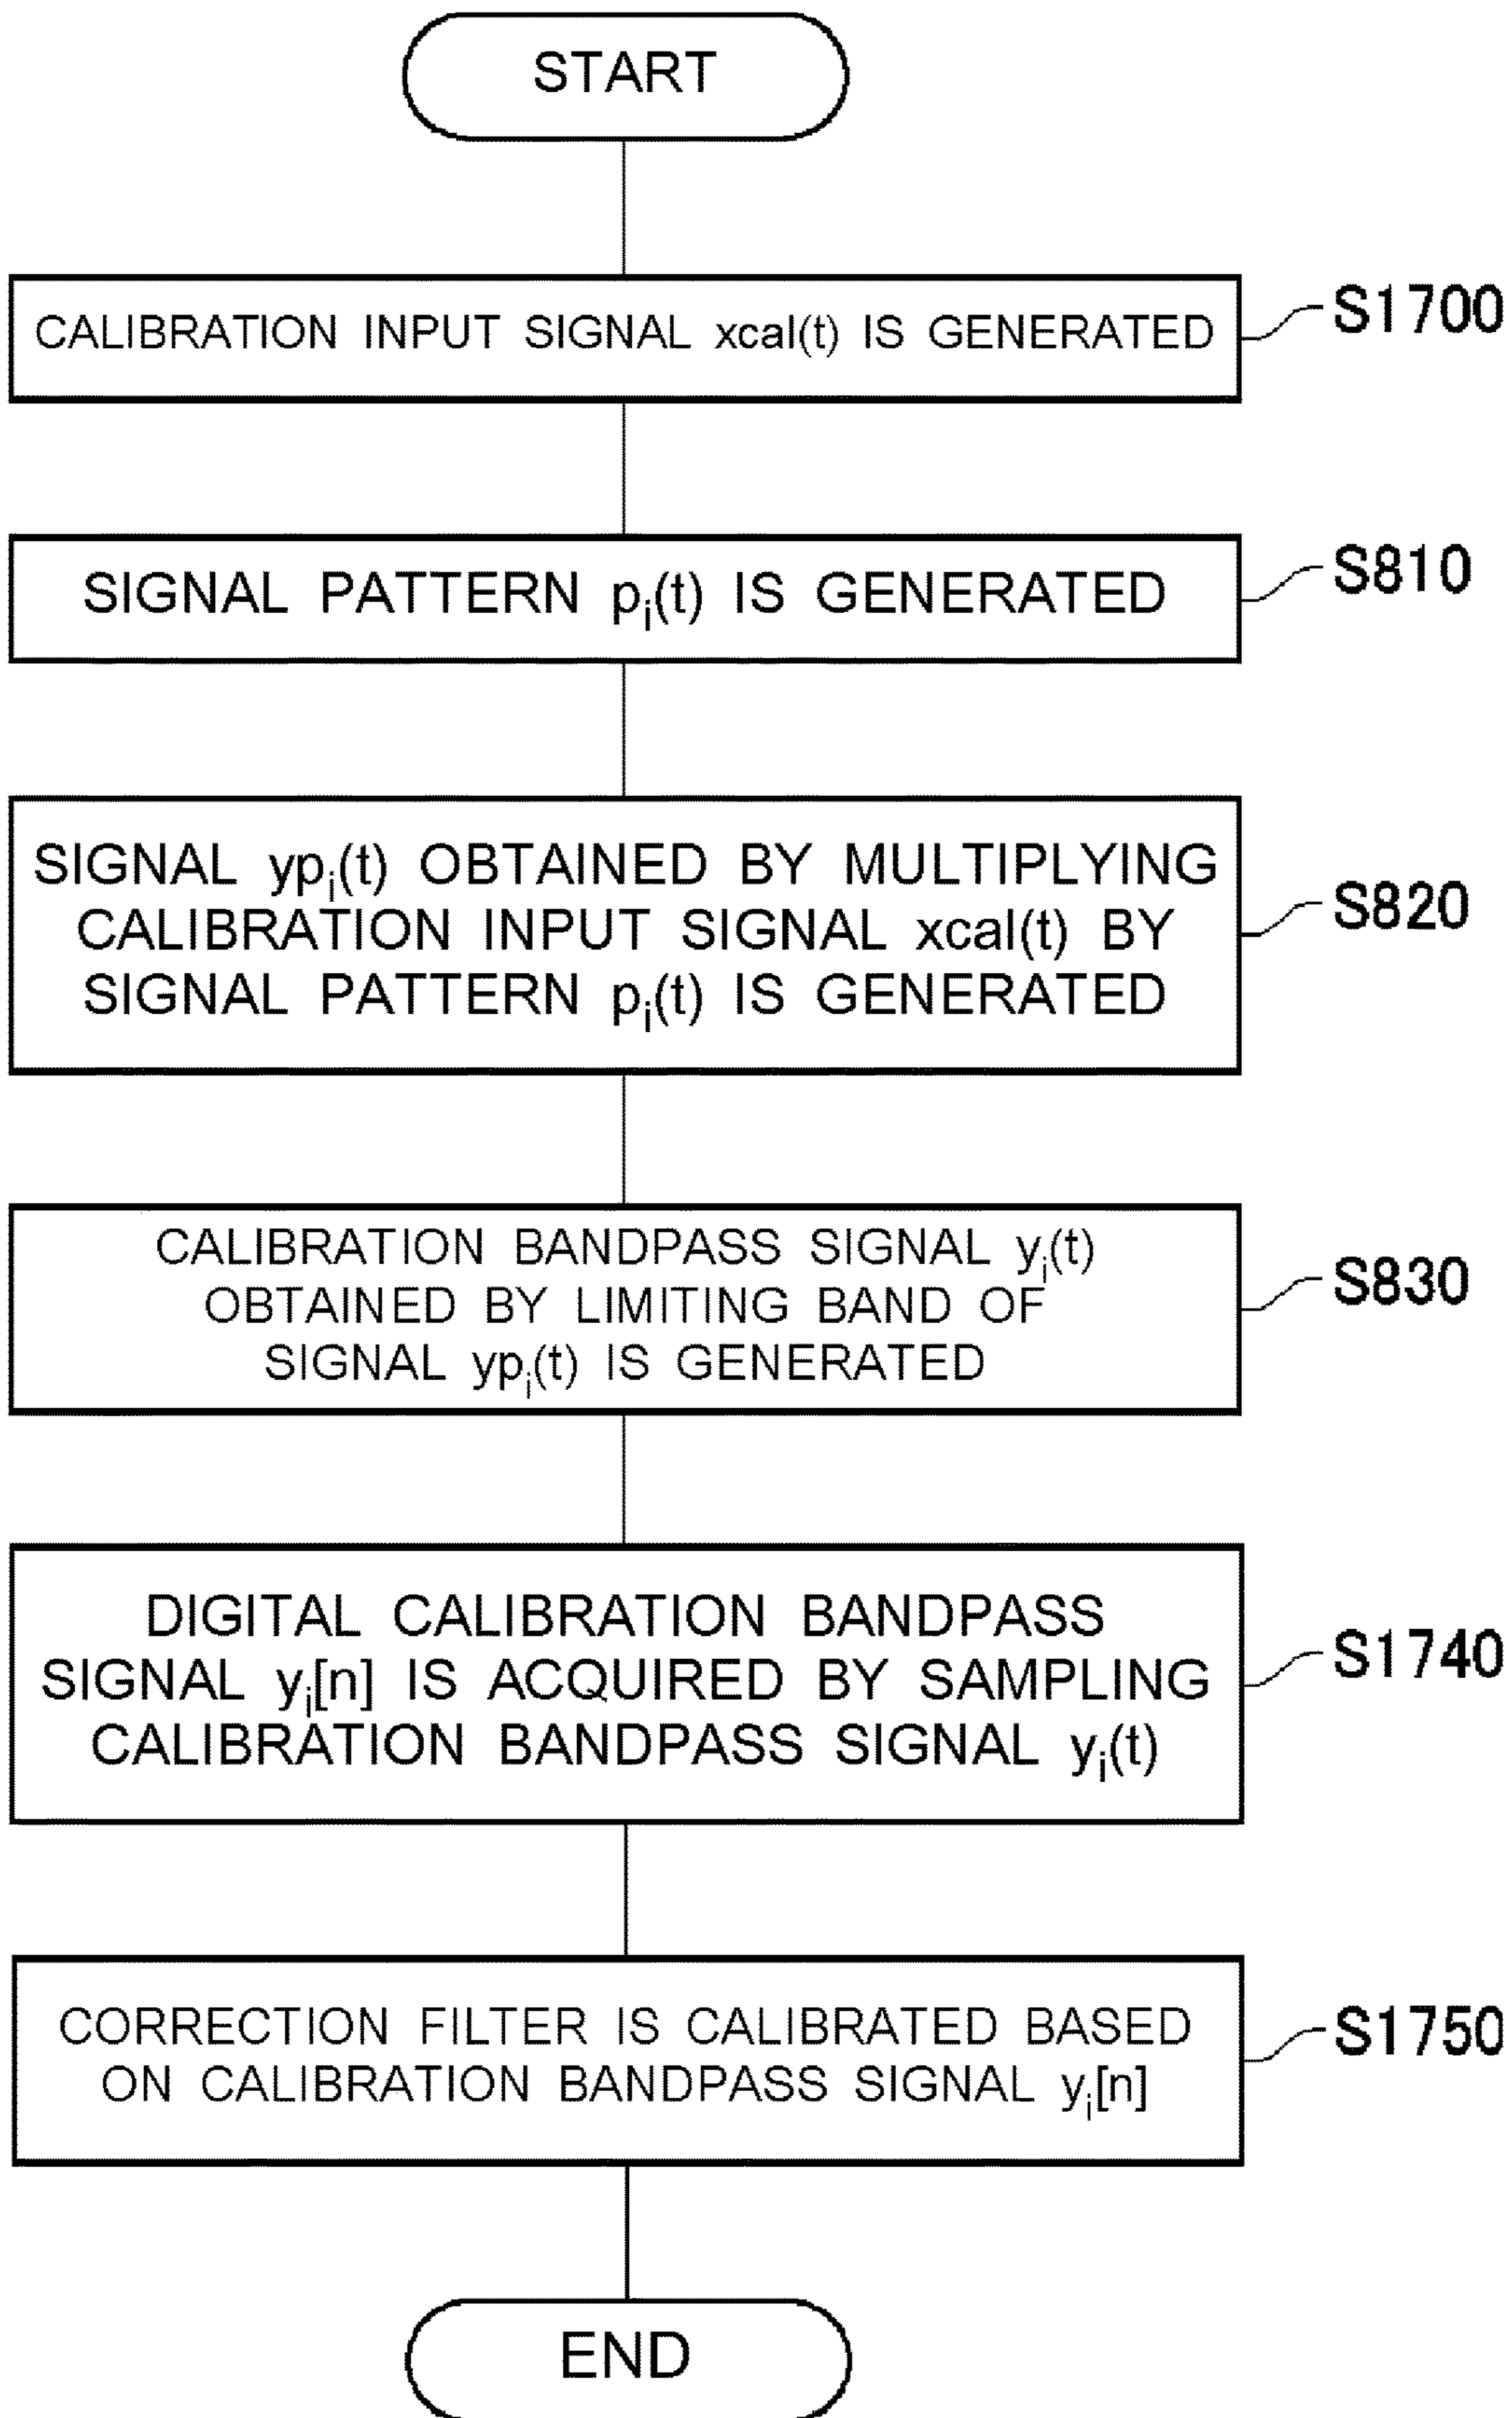 START
CALIBRATION INPUT SIGNAL xcal(t) IS GENERATED
S1700
SIGNAL PATTERN pi(t) IS GENERATED
S810
SIGNAL ypi(t) OBTAINED BY MULTIPLYING
CALIBRATION INPUT SIGNAL xcal(t) BY
SIGNAL PATTERN pi(t) IS GENERATED
S820
CALIBRATION BANDPASS SIGNAL yi(t)
OBTAINED BY LIMITING BAND OF
SIGNAL ypi(t) IS GENERATED
S830
DIGITAL CALIBRATION BANDPASS
SIGNAL yi[n] IS ACQUIRED BY SAMPLING
CALIBRATION BANDPASS SIGNAL yi(t)
S1740
CORRECTION FILTER IS CALIBRATED BASED
ON CALIBRATION BANDPASS SIGNAL yi[n]
S1750
END